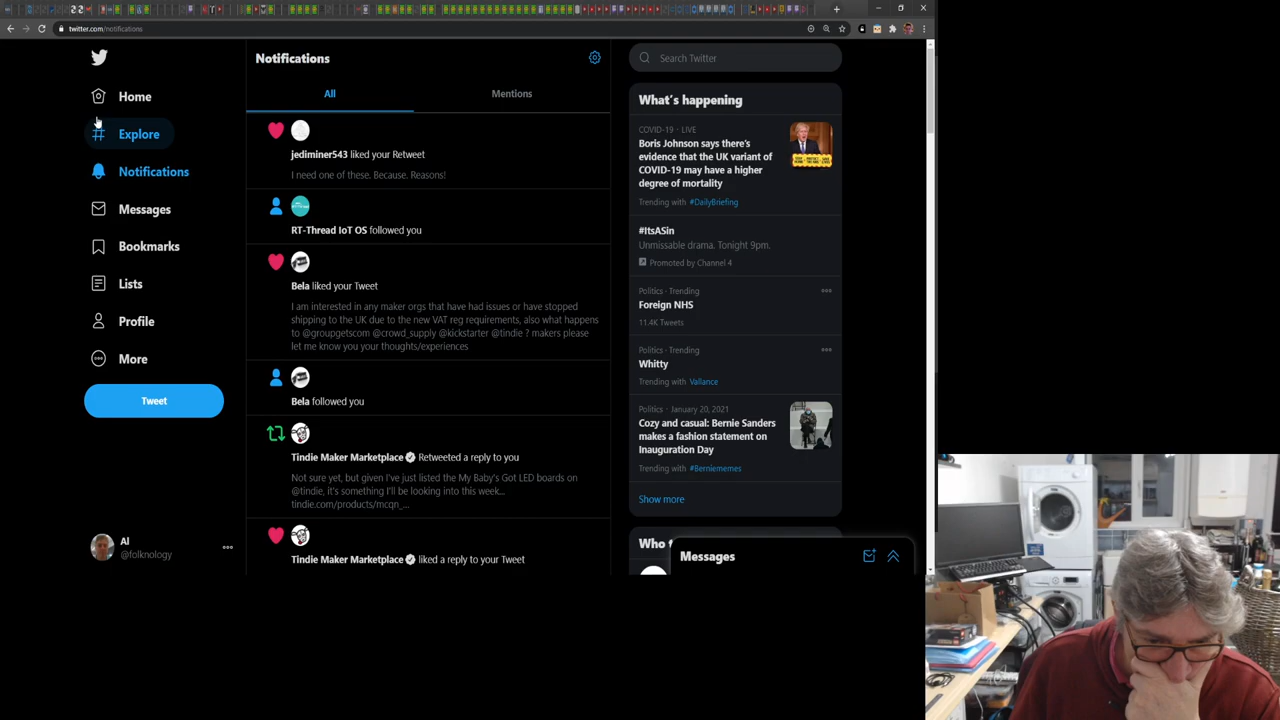 twitter.com/notifications
Home
Explore
Notifications
Messages
Bookmarks
Lists
Profile
More
Tweet
Al
@folknology
Notifications
All
Mentions
jediminer543 liked your Retweet
I need one of these. Because. Reasons!
RT-Thread IoT OS followed you
Bela liked your Tweet
I am interested in any maker orgs that have had issues or have stopped
shipping to the UK due to the new VAT reg requirements, also what happens
to @groupgetscom @crowd_supply @kickstarter @tindie ? makers please
let me know you your thoughts/experiences
Bela followed you
Tindie Maker Marketplace Retweeted a reply to you
Not sure yet, but given I've just listed the My Baby's Got LED boards on
@tindie, it's something I'll be looking into this week...
tindie.com/products/mcqn_...
Tindie Maker Marketplace liked a reply to your Tweet
Search Twitter
What's happening
COVID-19 · LIVE
Boris Johnson says there's
evidence that the UK variant of
COVID-19 may have a higher
degree of mortality
Trending with #DailyBriefing
#ItsASin
Unmissable drama. Tonight 9pm.
Promoted by Channel 4
Politics · Trending
Foreign NHS
11.4K Tweets
Politics · Trending
Whitty
Trending with Vallance
Politics · January 20, 2021
Cozy and casual: Bernie Sanders
makes a fashion statement on
Inauguration Day
Trending with #Berniememes
Show more
Who
Messages